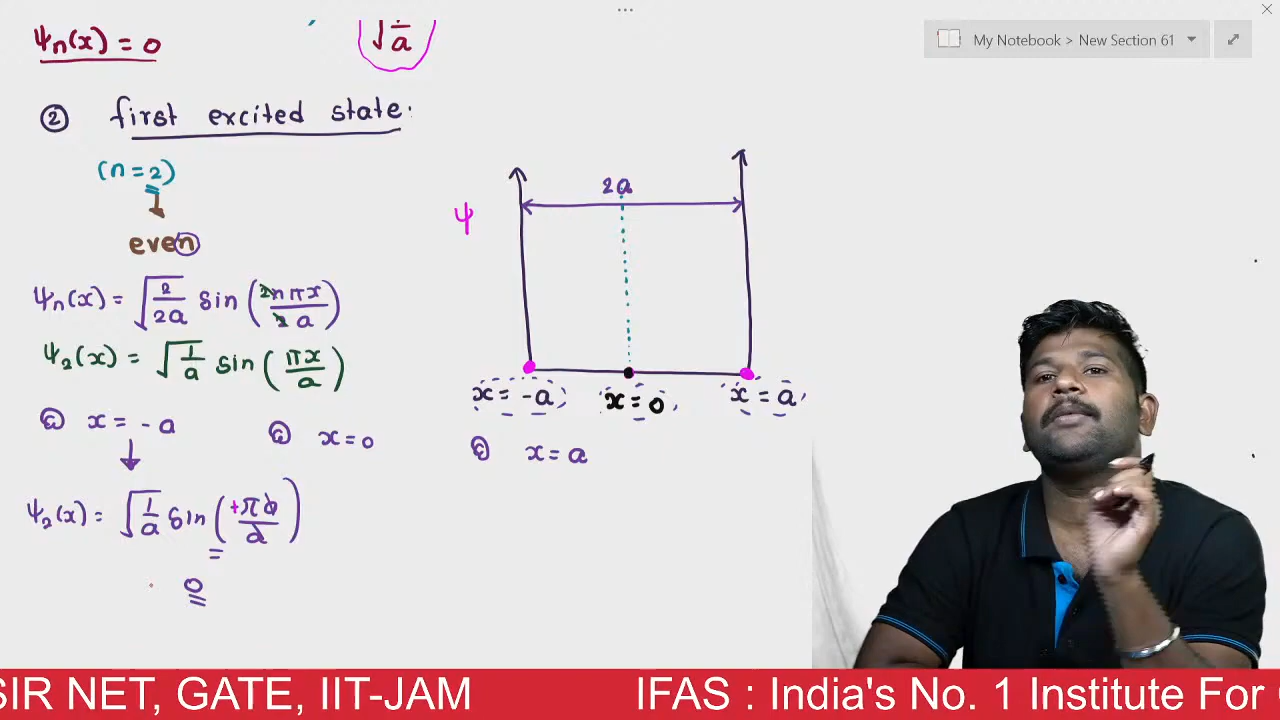 My Notebook > New Section 61
ψn(x) = 0
√a
② first excited state:
(n = 2)
even
ψn(x) = √2/2a sin (2nπx/2a)
ψ2(x) = √1/a sin (πx/a)
@ x = -a
@ x = 0
@ x = a
ψ2(x) = √1/a sin (+πa/a)
0
ψ
2a
x = -a
x = 0
x = a
SIR NET, GATE, IIT-JAM
IFAS : India's No. 1 Institute For